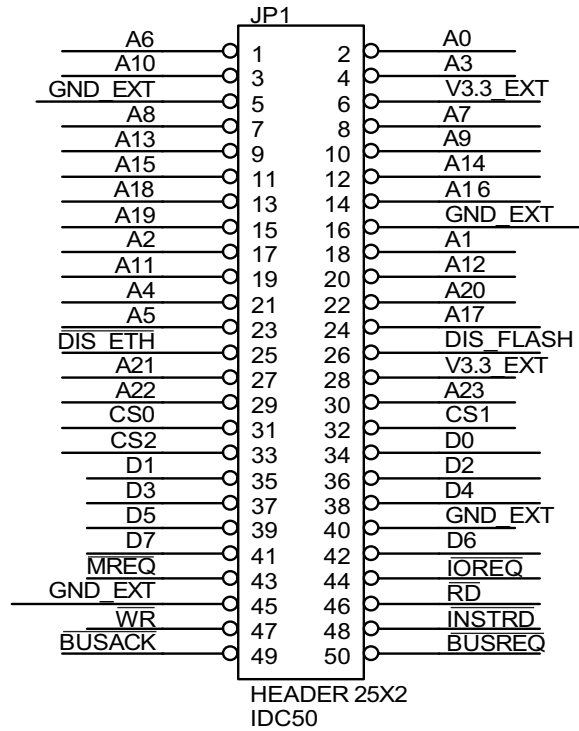 JP1
A6 1 2 A0
A10 3 4 A3
GND_EXT 5 6 V3.3_EXT
A8 7 8 A7
A13 9 10 A9
A15 11 12 A14
A18 13 14 A16
A19 15 16 GND_EXT
A2 17 18 A1
A11 19 20 A12
A4 21 22 A20
A5 23 24 A17
DIS_ETH 25 26 DIS_FLASH
A21 27 28 V3.3_EXT
A22 29 30 A23
CS0 31 32 CS1
CS2 33 34 D0
D1 35 36 D2
D3 37 38 D4
D5 39 40 GND_EXT
D7 41 42 D6
MREQ 43 44 IOREQ
GND_EXT 45 46 RD
WR 47 48 INSTRD
BUSACK 49 50 BUSREQ
HEADER 25X2
IDC50